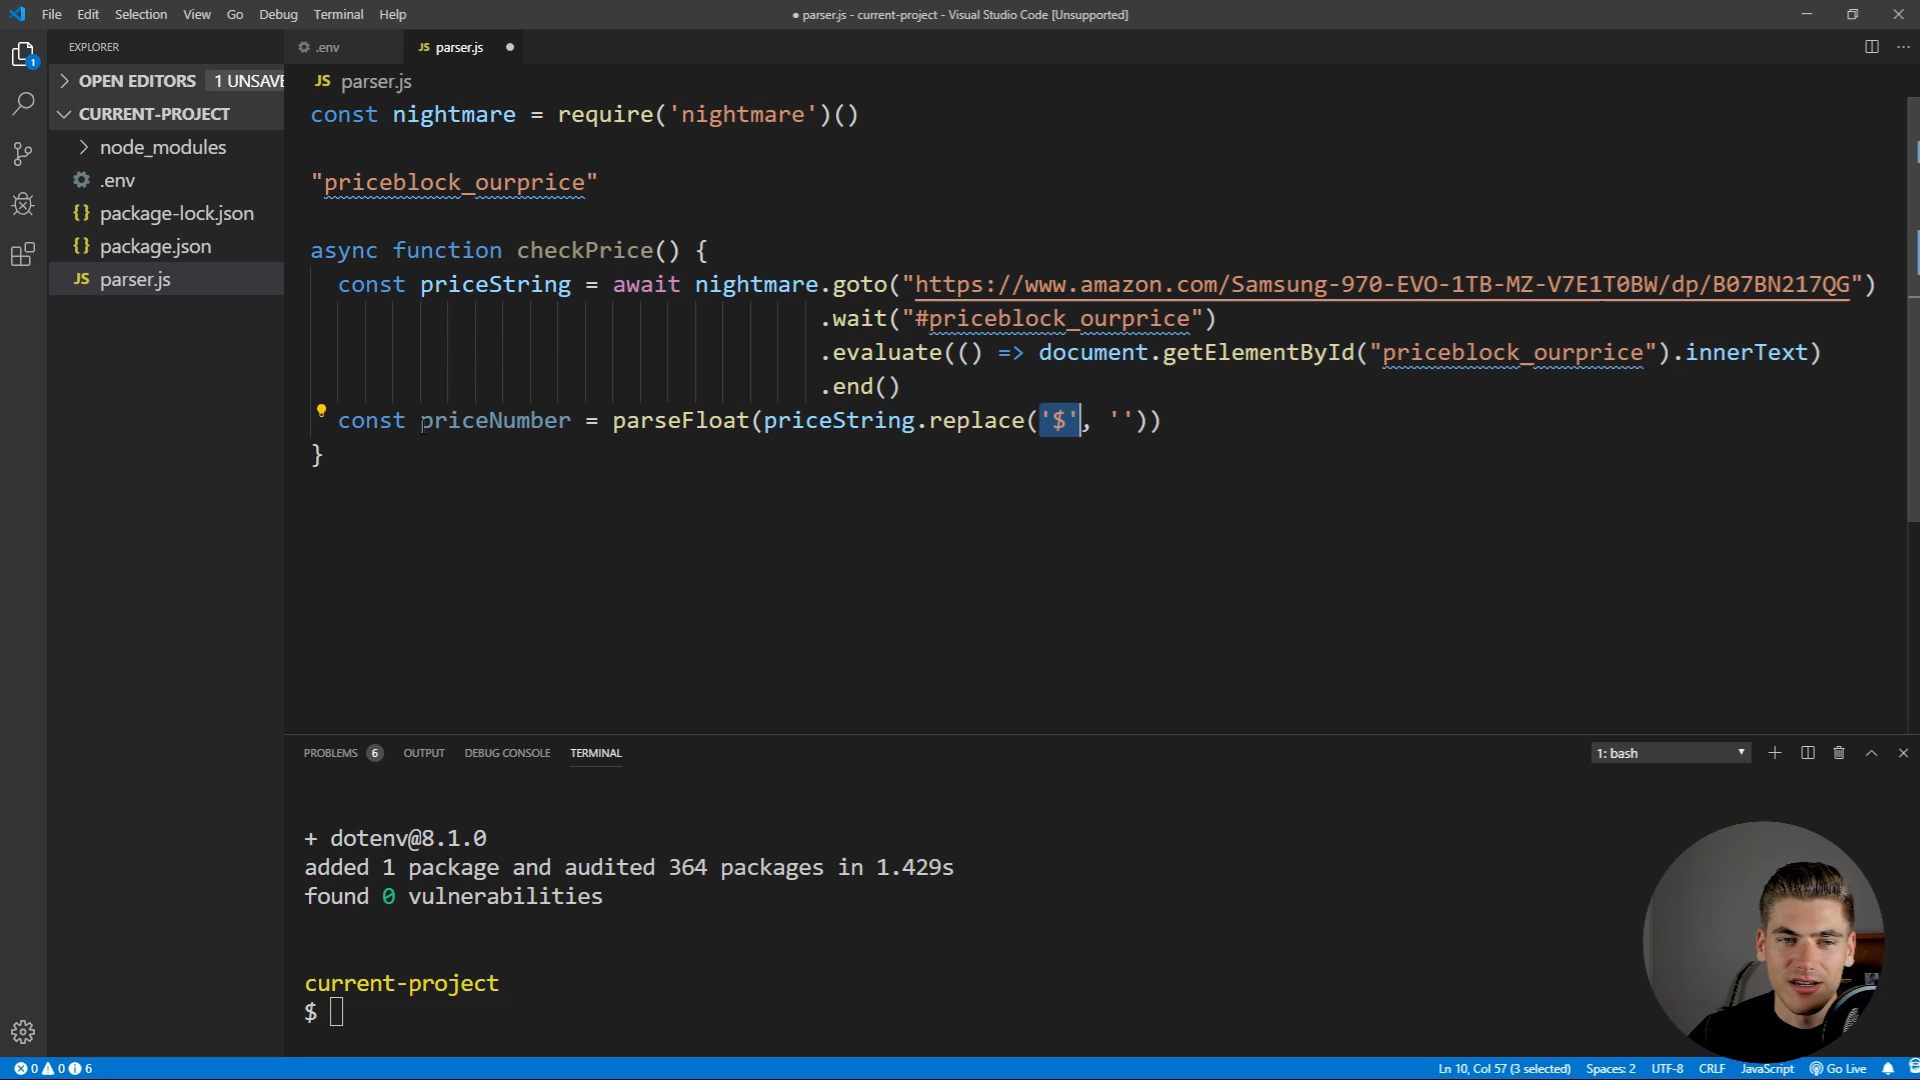 File Edit Selection View Go Debug Terminal Help
● parser.js - current-project - Visual Studio Code [Unsupported]
EXPLORER
.env
JS parser.js ●
1
OPEN EDITORS 1 UNSAVE
JS parser.js
CURRENT-PROJECT
node_modules
.env
{} package-lock.json
{} package.json
JS parser.js
const nightmare = require('nightmare')()
"priceblock_ourprice"
async function checkPrice() {
const priceString = await nightmare.goto("https://www.amazon.com/Samsung-970-EVO-1TB-MZ-V7E1T0BW/dp/B07BN217QG")
.wait("#priceblock_ourprice")
.evaluate(() => document.getElementById("priceblock_ourprice").innerText)
.end()
const priceNumber = parseFloat(priceString.replace('$', ''))
}
PROBLEMS 6 OUTPUT DEBUG CONSOLE TERMINAL
1: bash
+ dotenv@8.1.0
added 1 package and audited 364 packages in 1.429s
found 0 vulnerabilities
current-project
$
0 0 6
Ln 10, Col 57 (3 selected) Spaces: 2 UTF-8 CRLF JavaScript Go Live